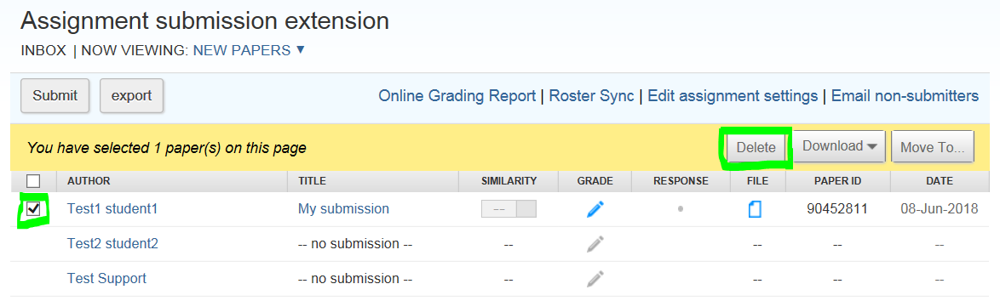 Assignment submission extension
INBOX | NOW VIEWING: NEW PAPERS ▼
Submit export Online Grading Report | Roster Sync | Edit assignment settings | Email non-submitters
You have selected 1 paper(s) on this page Delete Download Move To...
AUTHOR TITLE SIMILARITY GRADE RESPONSE FILE PAPER ID DATE
Test1 student1 My submission -- 90452811 08-Jun-2018
Test2 student2 -- no submission -- -- -- -- --
Test Support -- no submission -- -- -- -- --